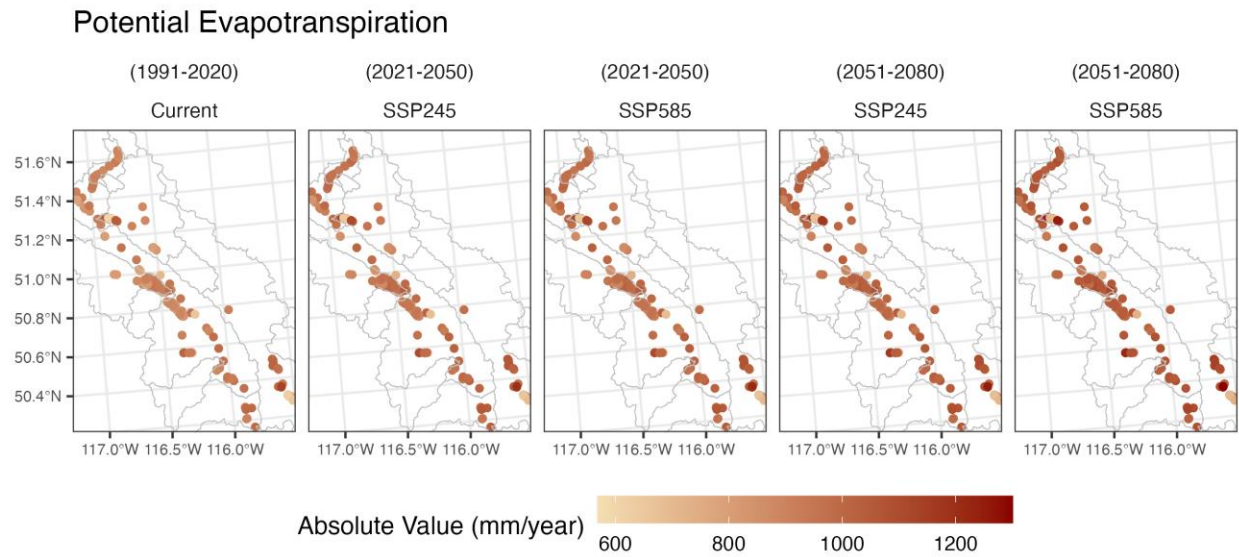 Potential Evapotranspiration
(1991-2020) (2021-2050) (2021-2050) (2051-2080) (2051-2080)
Current SSP245 SSP585 SSP245 SSP585
51.6°N
51.4°N
51.2°N
51.0°N
50.8°N
50.6°N
50.4°N
117.0°W 116.5°W 116.0°W 117.0°W 116.5°W 116.0°W 117.0°W 116.5°W 116.0°W 117.0°W 116.5°W 116.0°W 117.0°W 116.5°W 116.0°W
Absolute Value (mm/year)
600 800 1000 1200